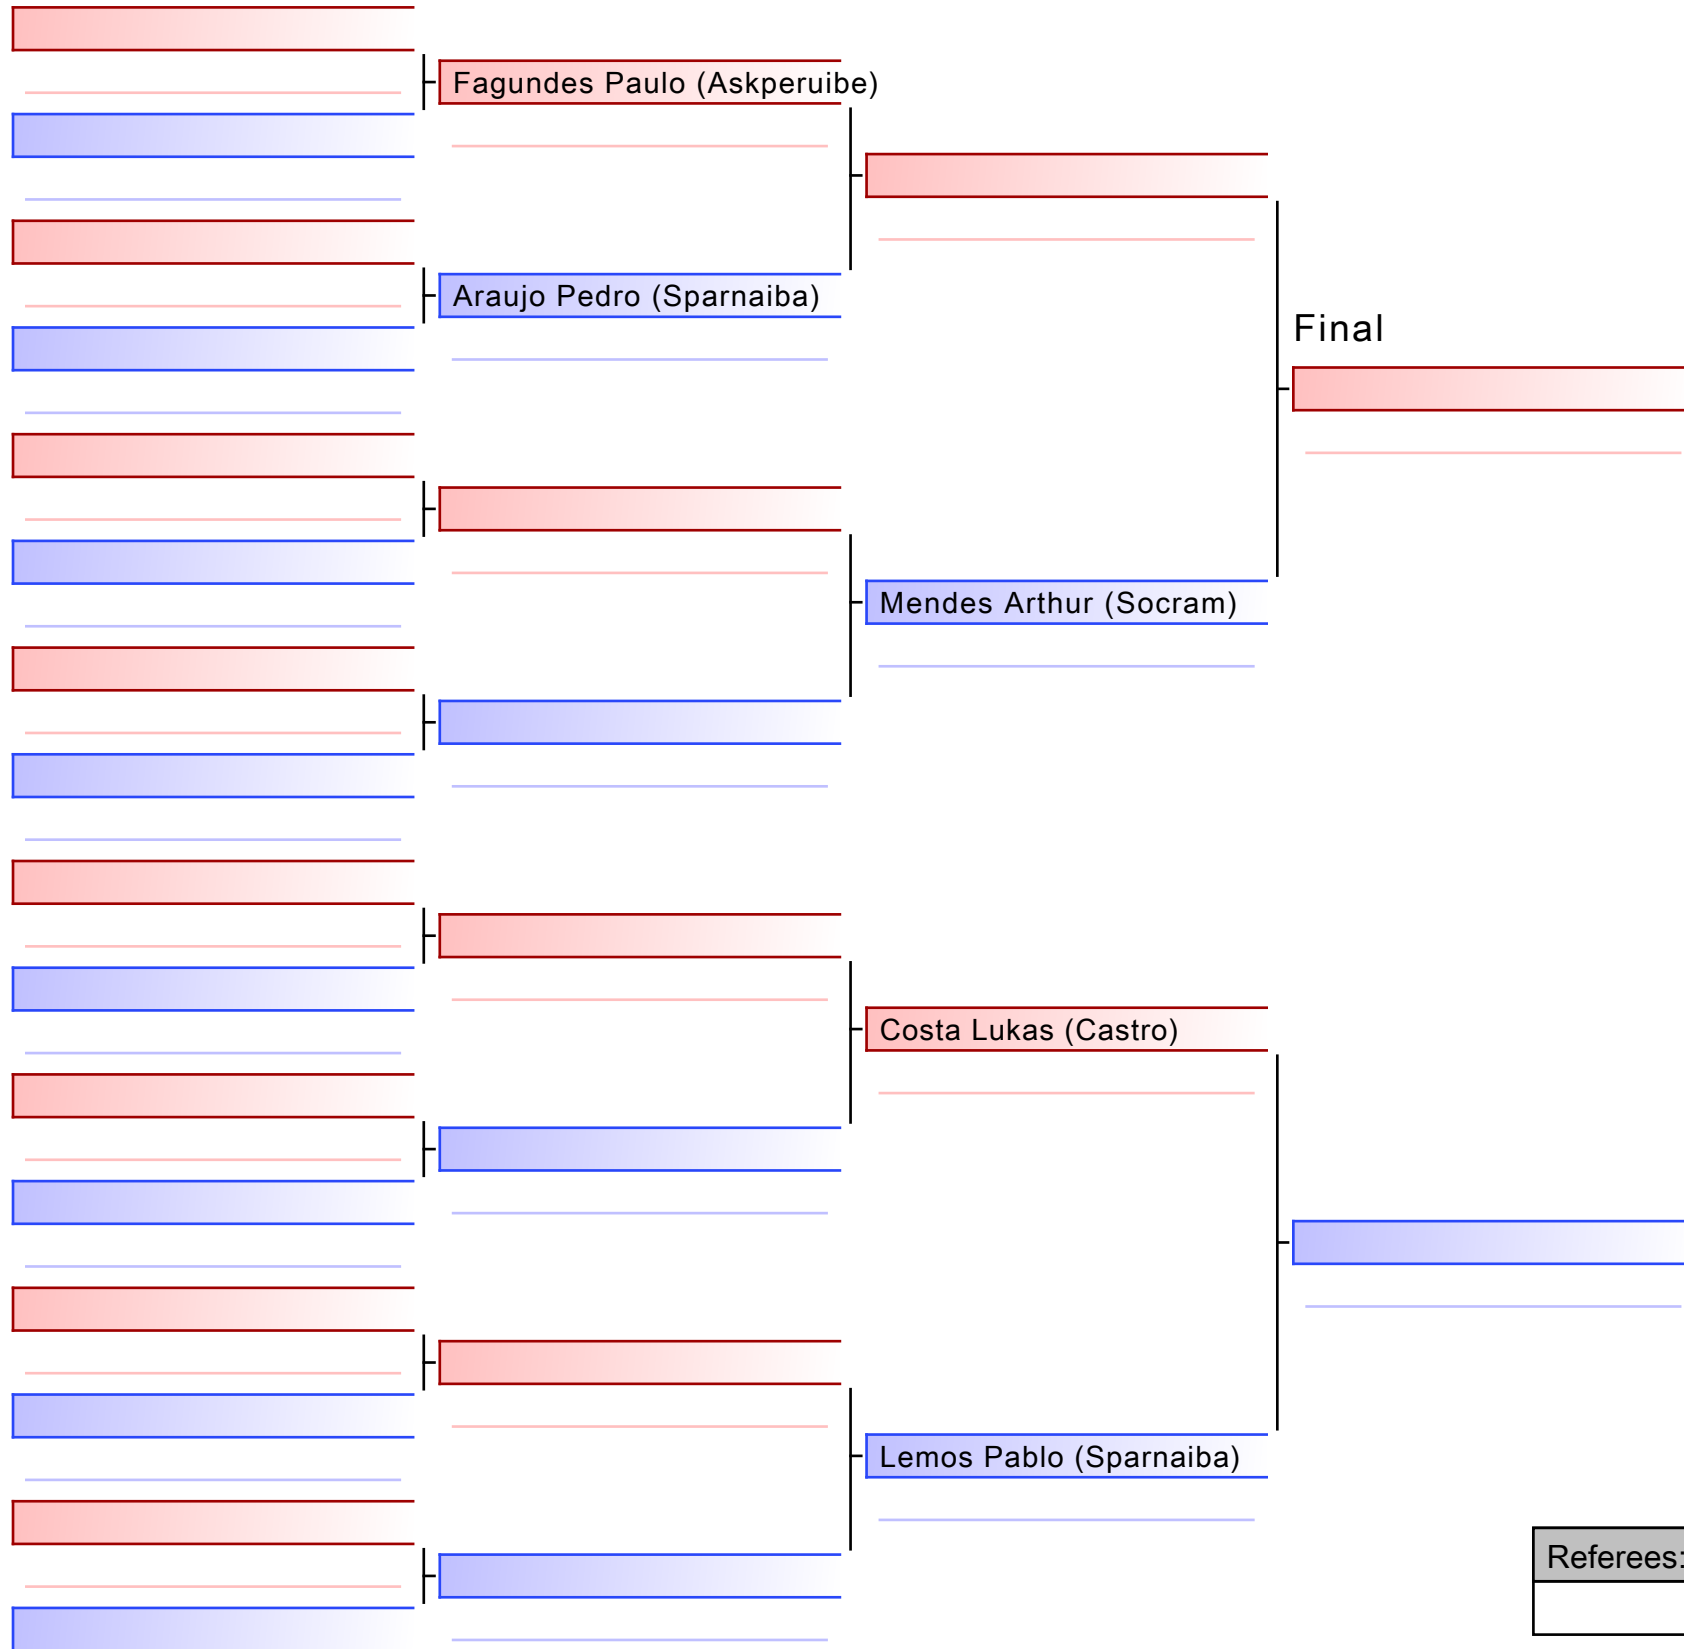 Fagundes Paulo (Askperuibe)
Araujo Pedro (Sparnaiba)
Final
Mendes Arthur (Socram)
Costa Lukas (Castro)
Lemos Pablo (Sparnaiba)
Referees: